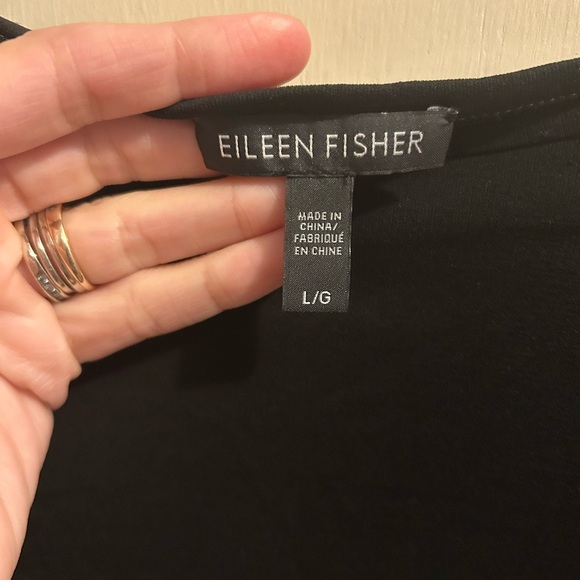 EILEEN FISHER
MADE IN
CHINA/
FABRIQUÉ
EN CHINE
L/G